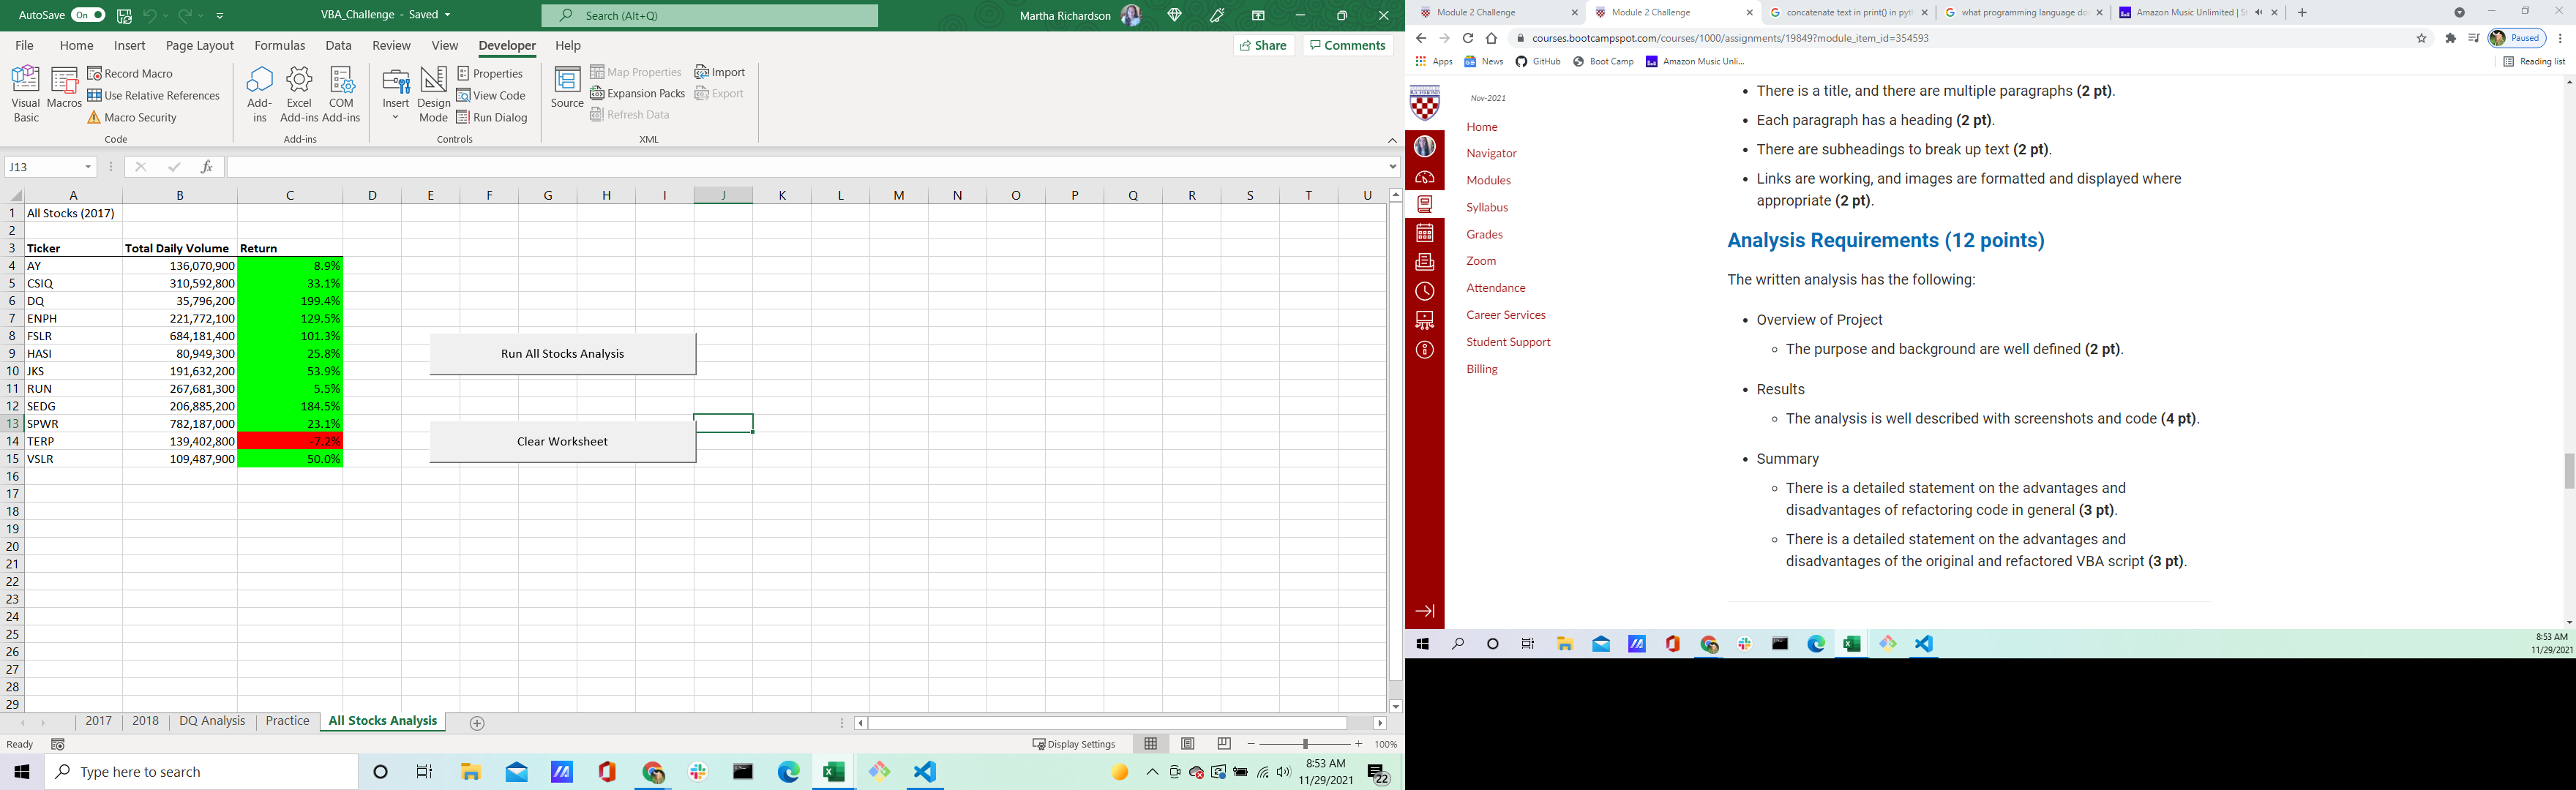 AutoSave On VBA_Challenge - Saved Search (Alt+Q) Martha Richardson
File Home Insert Page Layout Formulas Data Review View Developer Help Share Comments
Visual Basic
Macros
Record Macro
Use Relative References
Macro Security
Code
Add-ins
Excel Add-ins
COM Add-ins
Add-ins
Insert
Design Mode
Properties
View Code
Run Dialog
Controls
Source
Map Properties
Expansion Packs
Refresh Data
Import
Export
XML
J13 fx
A B C D E F G H I J K L M N O P Q R S T U
1 All Stocks (2017)
2
3 Ticker Total Daily Volume Return
4 AY 136,070,900 8.9%
5 CSIQ 310,592,800 33.1%
6 DQ 35,796,200 199.4%
7 ENPH 221,772,100 129.5%
8 FSLR 684,181,400 101.3%
9 HASI 80,949,300 25.8%
10 JKS 191,632,200 53.9%
11 RUN 267,681,300 5.5%
12 SEDG 206,885,200 184.5%
13 SPWR 782,187,000 23.1%
14 TERP 139,402,800 -7.2%
15 VSLR 109,487,900 50.0%
16
17
18
19
20
21
22
23
24
25
26
27
28
29
Run All Stocks Analysis
Clear Worksheet
2017 2018 DQ Analysis Practice All Stocks Analysis
Ready Display Settings 100%
Type here to search
8:53 AM
11/29/2021
22
Module 2 Challenge Module 2 Challenge concatenate text in print() in pyt what programming language do Amazon Music Unlimited | S
courses.bootcampspot.com/courses/1000/assignments/19849?module_item_id=354593 Paused
Apps News GitHub Boot Camp Amazon Music Unli... Reading list
RICHMOND
Nov-2021
Home
Navigator
Modules
Syllabus
Grades
Zoom
Attendance
Career Services
Student Support
Billing
• There is a title, and there are multiple paragraphs (2 pt).
• Each paragraph has a heading (2 pt).
• There are subheadings to break up text (2 pt).
• Links are working, and images are formatted and displayed where
appropriate (2 pt).
Analysis Requirements (12 points)
The written analysis has the following:
• Overview of Project
◦ The purpose and background are well defined (2 pt).
• Results
◦ The analysis is well described with screenshots and code (4 pt).
• Summary
◦ There is a detailed statement on the advantages and
disadvantages of refactoring code in general (3 pt).
◦ There is a detailed statement on the advantages and
disadvantages of the original and refactored VBA script (3 pt).
8:53 AM
11/29/2021